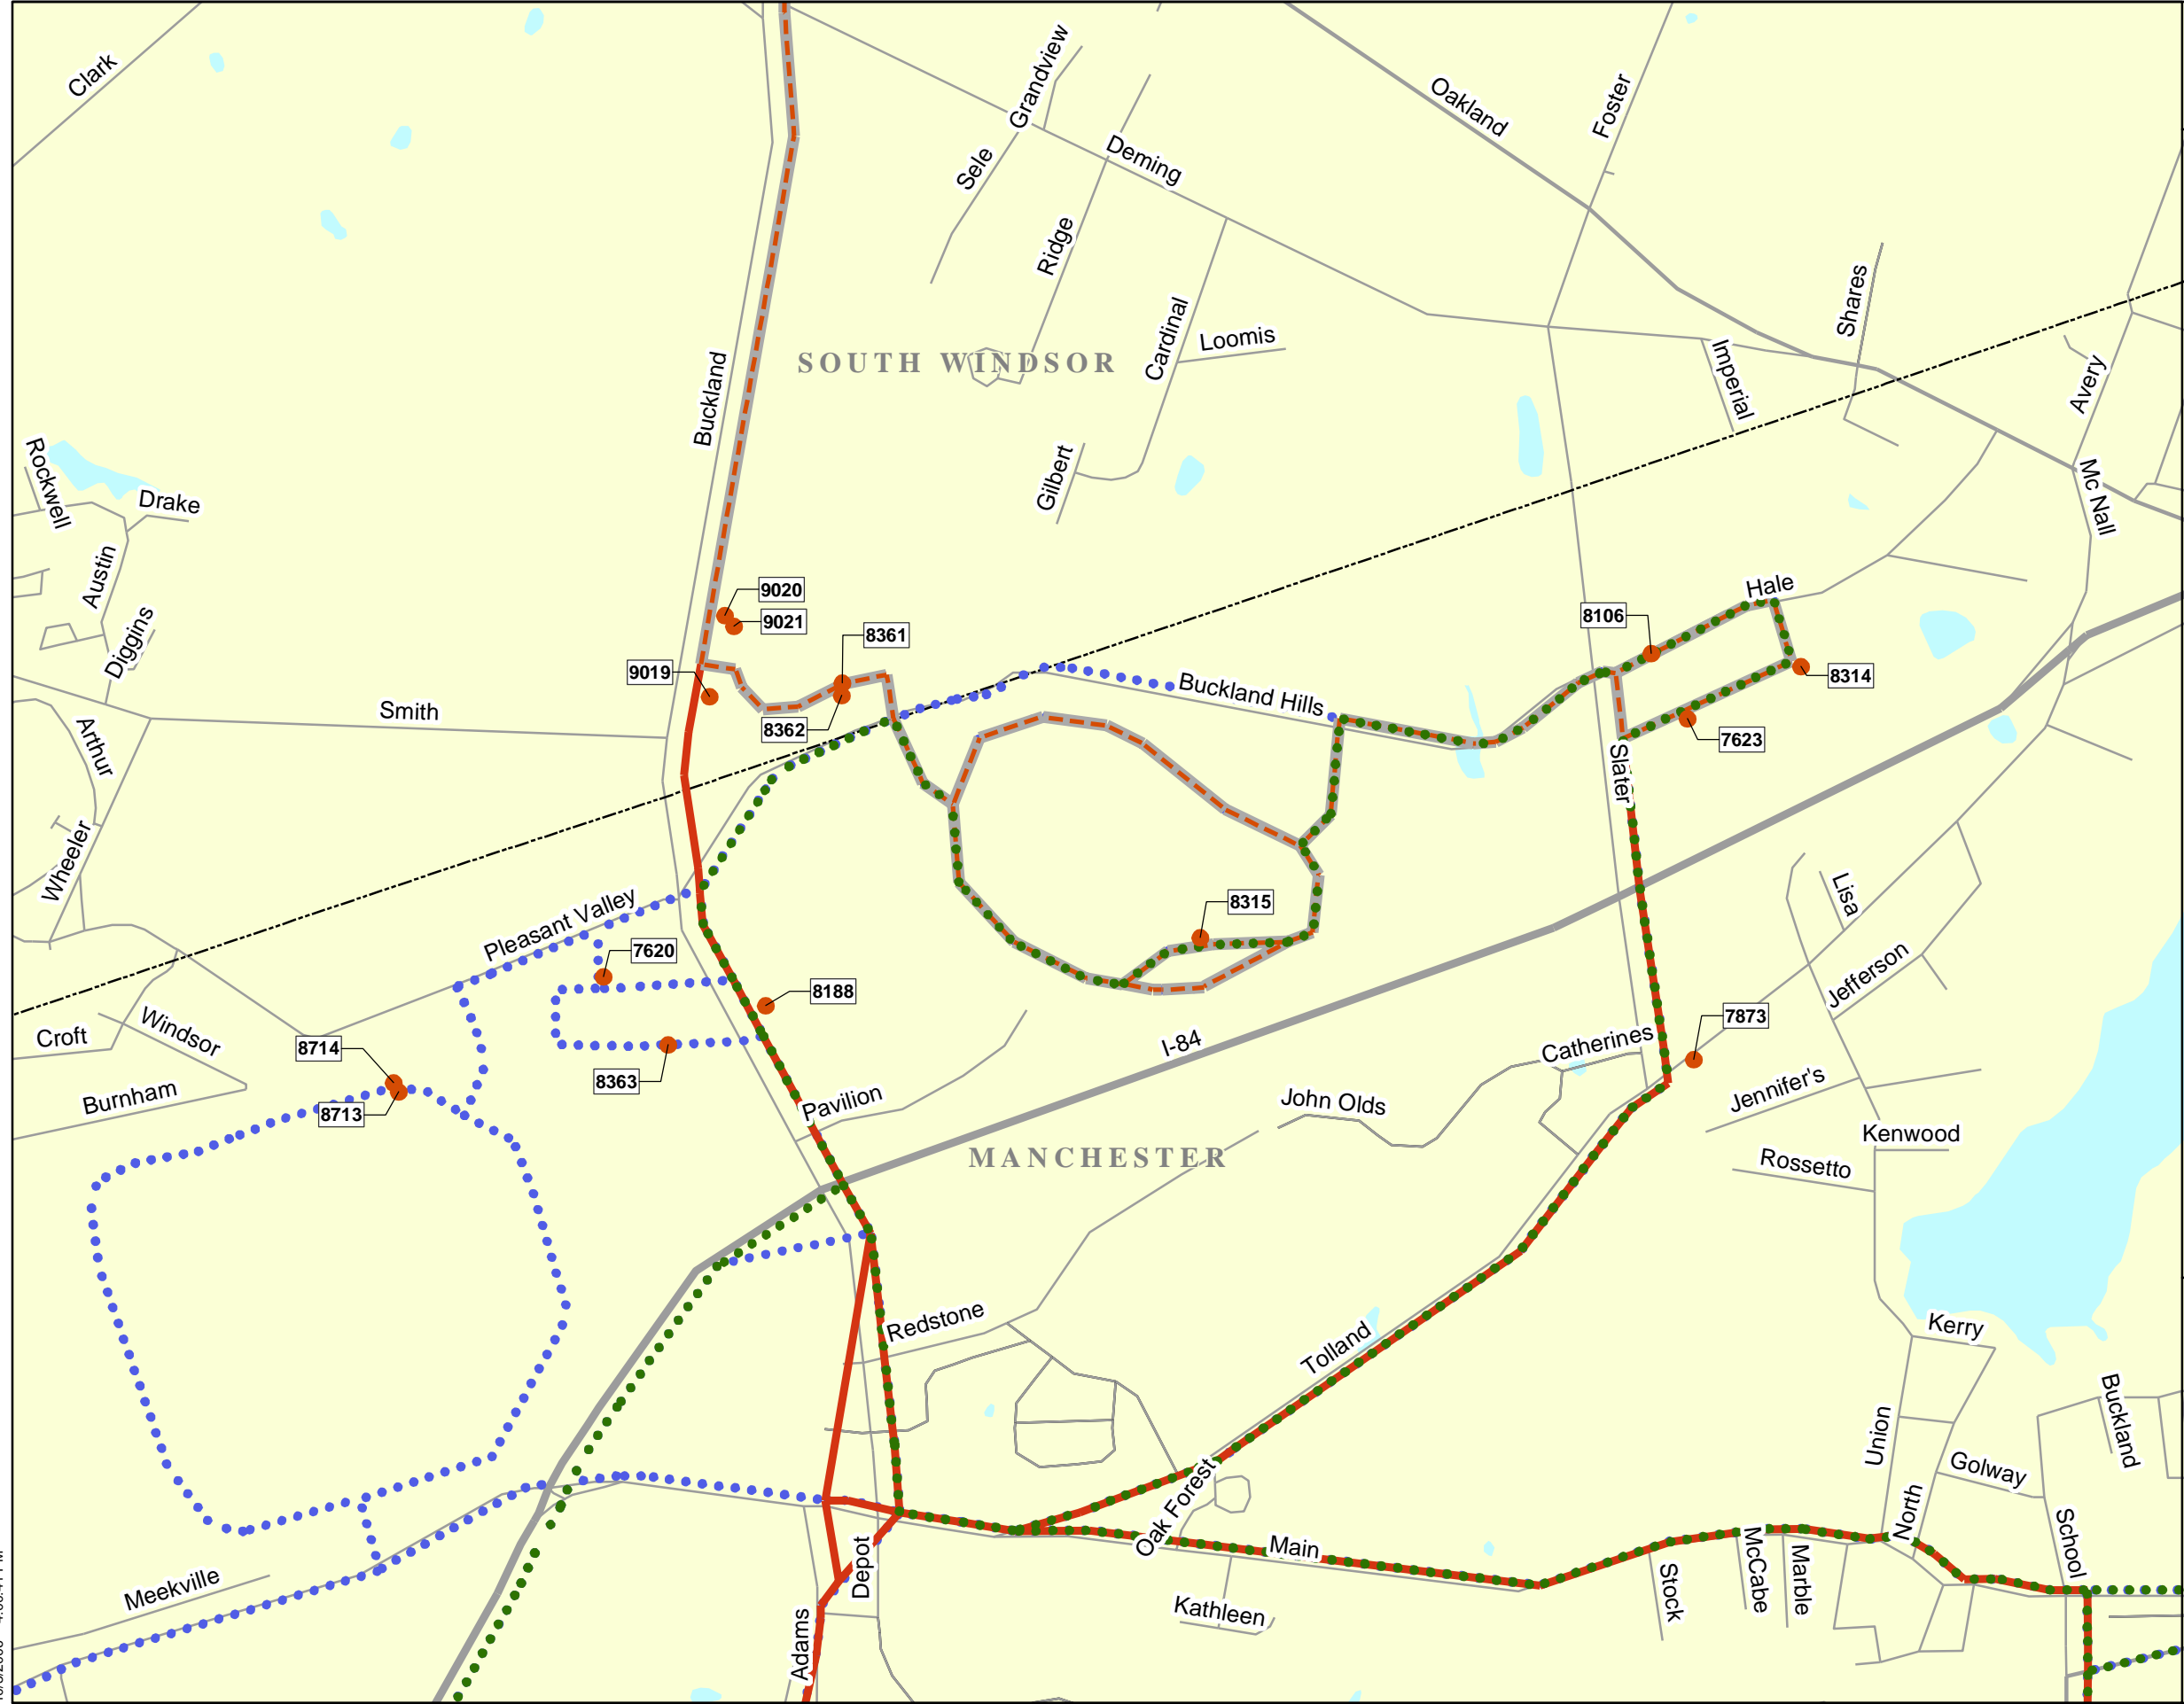 Clark
Grandview
Sele
Deming
Oakland
Foster
Ridge
Cardinal
Loomis
Shares
Imperial
Avery
SOUTH WINDSOR
Buckland
Gilbert
Mc Nall
Rockwell
Drake
Austin
Diggins
9020
9021
8361
9019
8362
8106
Hale
8314
7623
Buckland Hills
Smith
Arthur
Slater
Wheeler
8315
Lisa
Pleasant Valley
7620
8188
Jefferson
Windsor
Croft
8714
8363
8713
Burnham
Pavilion
I-84
Catherines
7873
John Olds
Jennifer's
Kenwood
Rossetto
MANCHESTER
Redstone
Tolland
Kerry
Buckland
Union
Golway
North
School
Oak Forest
Main
Depot
Meekville
Adams
Kathleen
Stock
McCabe
Marble